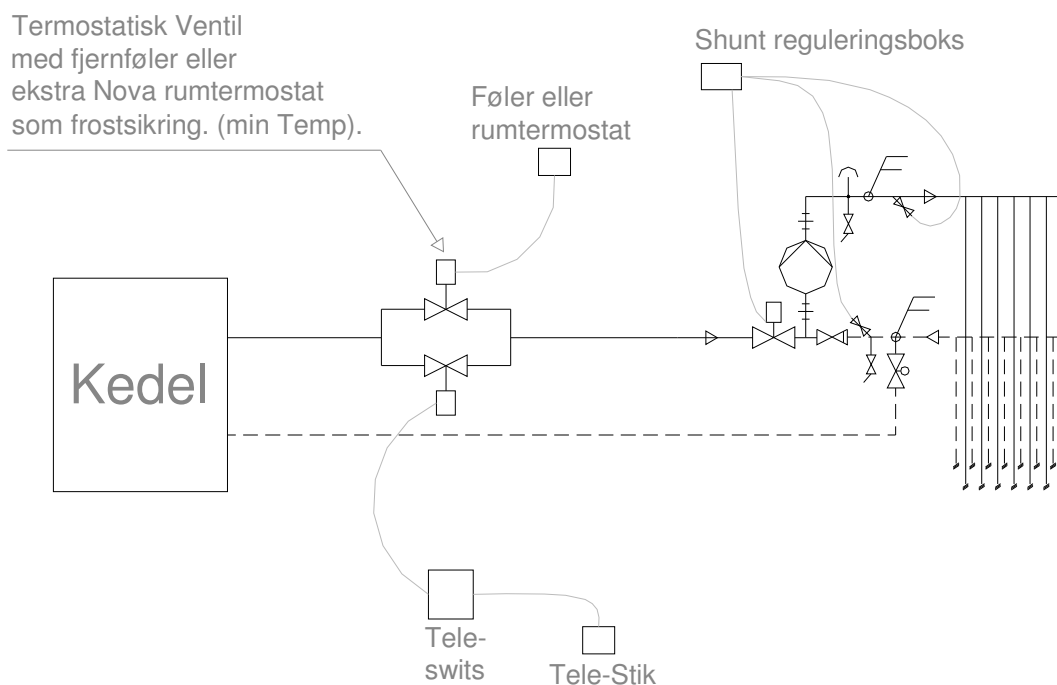 Termostatisk Ventil
med fjernføler eller
ekstra Nova rumtermostat
som frostsikring. (min Temp).
Føler eller
rumtermostat
Shunt reguleringsboks
Kedel
Tele-
swits
Tele-Stik